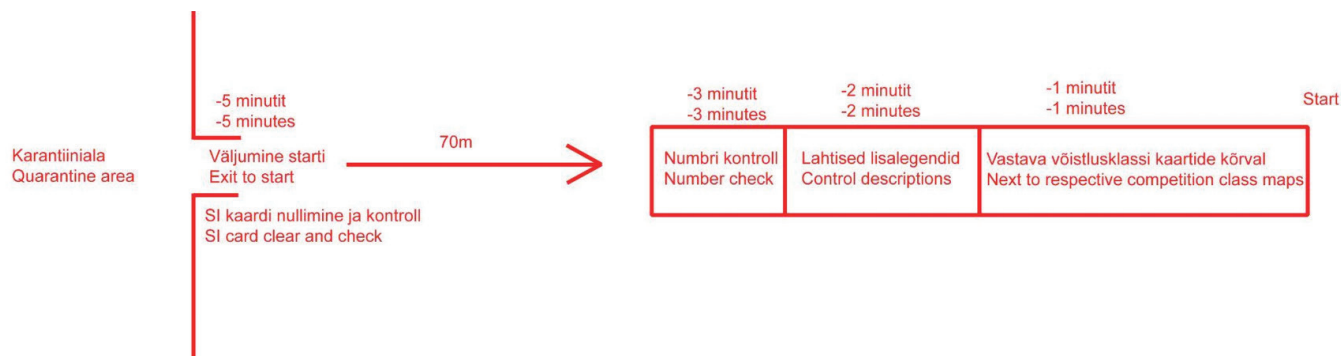 Karantiiniala
Quarantine area
-5 minutit
-5 minutes
Väljumine starti
Exit to start
SI kaardi nullimine ja kontroll
SI card clear and check
70m
-3 minutit
-3 minutes
Numbri kontroll
Number check
-2 minutit
-2 minutes
Lahtised lisalegendid
Control descriptions
-1 minutit
-1 minutes
Vastava võistlusklassi kaartide kõrval
Next to respective competition class maps
Start